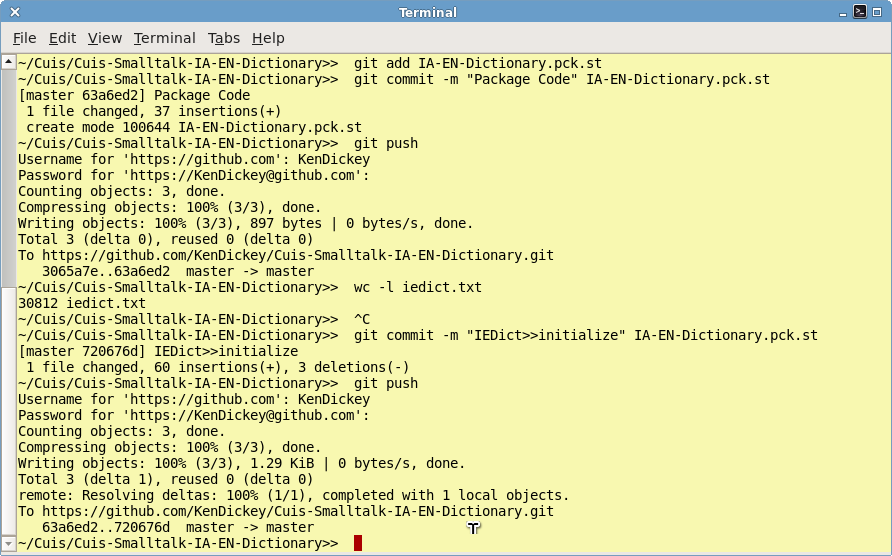 Terminal
File Edit View Terminal Tabs Help
~/Cuis/Cuis-Smalltalk-IA-EN-Dictionary>>  git add IA-EN-Dictionary.pck.st
~/Cuis/Cuis-Smalltalk-IA-EN-Dictionary>>  git commit -m "Package Code" IA-EN-Dictionary.pck.st
[master 63a6ed2] Package Code
 1 file changed, 37 insertions(+)
 create mode 100644 IA-EN-Dictionary.pck.st
~/Cuis/Cuis-Smalltalk-IA-EN-Dictionary>>  git push
Username for 'https://github.com': KenDickey
Password for 'https://KenDickey@github.com':
Counting objects: 3, done.
Compressing objects: 100% (3/3), done.
Writing objects: 100% (3/3), 897 bytes | 0 bytes/s, done.
Total 3 (delta 0), reused 0 (delta 0)
To https://github.com/KenDickey/Cuis-Smalltalk-IA-EN-Dictionary.git
   3065a7e..63a6ed2  master -> master
~/Cuis/Cuis-Smalltalk-IA-EN-Dictionary>>  wc -l iedict.txt
30812 iedict.txt
~/Cuis/Cuis-Smalltalk-IA-EN-Dictionary>>  ^C
~/Cuis/Cuis-Smalltalk-IA-EN-Dictionary>>  git commit -m "IEDict>>initialize" IA-EN-Dictionary.pck.st
[master 720676d] IEDict>>initialize
 1 file changed, 60 insertions(+), 3 deletions(-)
~/Cuis/Cuis-Smalltalk-IA-EN-Dictionary>>  git push
Username for 'https://github.com': KenDickey
Password for 'https://KenDickey@github.com':
Counting objects: 3, done.
Compressing objects: 100% (3/3), done.
Writing objects: 100% (3/3), 1.29 KiB | 0 bytes/s, done.
Total 3 (delta 1), reused 0 (delta 0)
remote: Resolving deltas: 100% (1/1), completed with 1 local objects.
To https://github.com/KenDickey/Cuis-Smalltalk-IA-EN-Dictionary.git
   63a6ed2..720676d  master -> master
~/Cuis/Cuis-Smalltalk-IA-EN-Dictionary>>